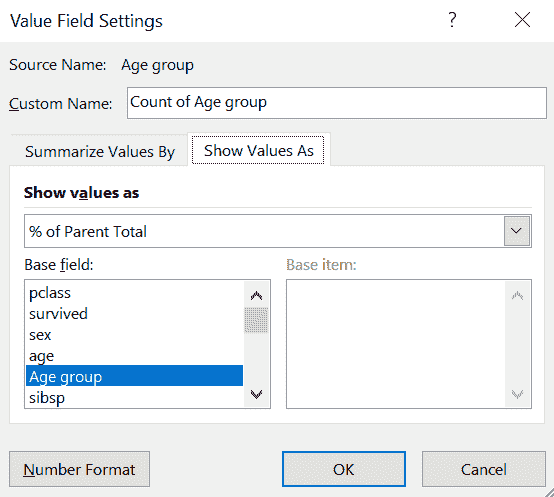 Value Field Settings ?
Source Name: Age group
Custom Name: Count of Age group
Summarize Values By Show Values As
Show values as
% of Parent Total
Base field: Base item:
pclass
survived
sex
age
Age group
sibsp
Number Format OK Cancel